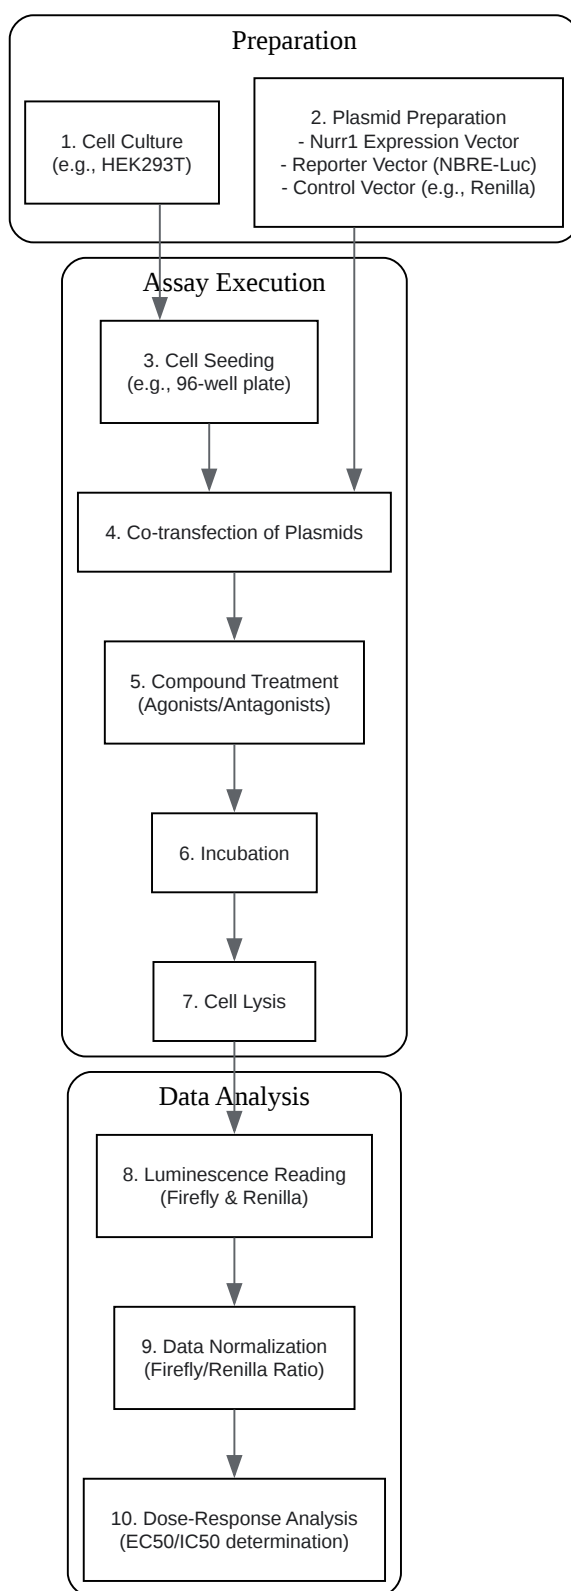 Preparation
1. Cell Culture
(e.g., HEK293T)
2. Plasmid Preparation
- Nurr1 Expression Vector
- Reporter Vector (NBRE-Luc)
- Control Vector (e.g., Renilla)
Assay Execution
3. Cell Seeding
(e.g., 96-well plate)
4. Co-transfection of Plasmids
5. Compound Treatment
(Agonists/Antagonists)
6. Incubation
7. Cell Lysis
Data Analysis
8. Luminescence Reading
(Firefly & Renilla)
9. Data Normalization
(Firefly/Renilla Ratio)
10. Dose-Response Analysis
(EC50/IC50 determination)